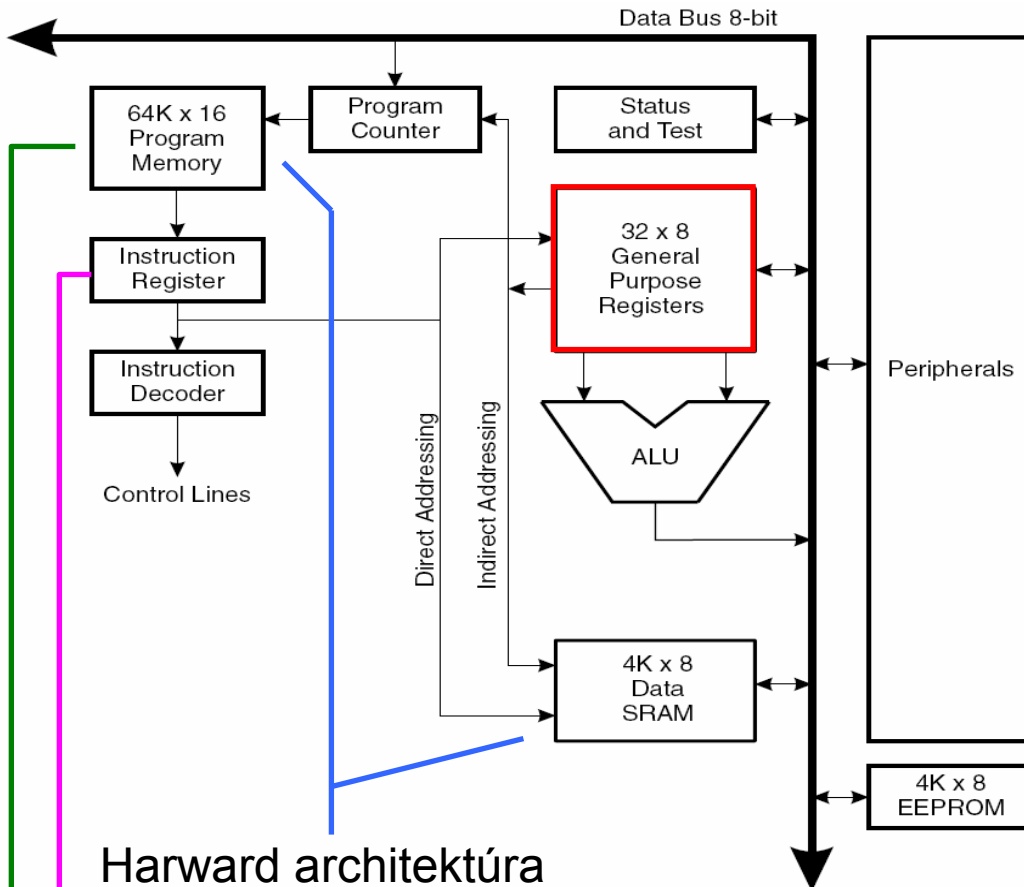 Data Bus 8-bit
64K x 16
Program
Memory
Program
Counter
Status
and Test
Instruction
Register
32 x 8
General
Purpose
Registers
Instruction
Decoder
Peripherals
ALU
Control Lines
Direct Addressing
Indirect Addressing
4K x 8
Data
SRAM
4K x 8
EEPROM
Harward architektúra